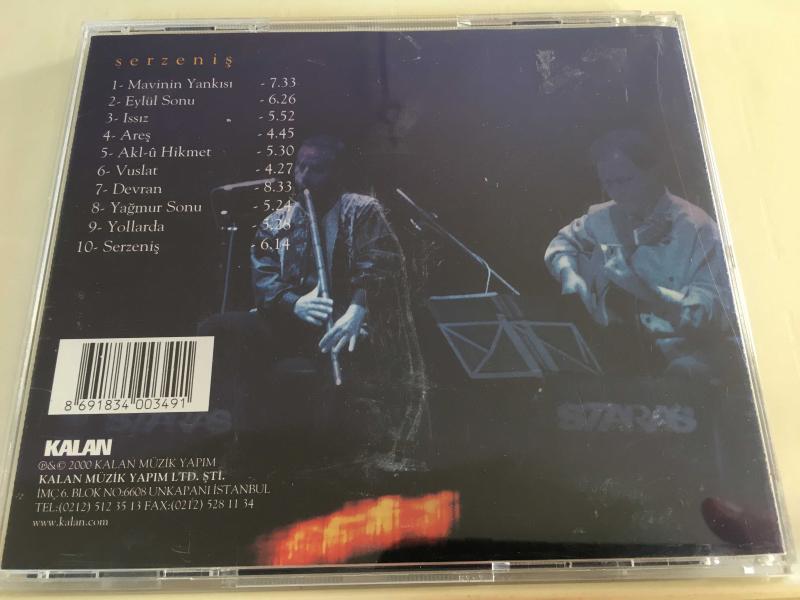 serzeniş
1- Mavinin Yankısı - 7.33
2- Eylül Sonu - 6.26
3- Issız - 5.52
4- Areş - 4.45
5- Akl-û Hikmet - 5.30
6- Vuslat - 4.27
7- Devran - 8.33
8- Yağmur Sonu - 5.24
9- Yollarda - 5.28
10- Serzeniş - 6.14
8 691834 003491
KALAN
℗&© 2000 KALAN MÜZİK YAPIM
KALAN MÜZİK YAPIM LTD. ŞTİ.
İMÇ 6. BLOK NO:6608 UNKAPANI İSTANBUL
TEL:(0212) 512 35 13 FAX:(0212) 528 11 34
www.kalan.com